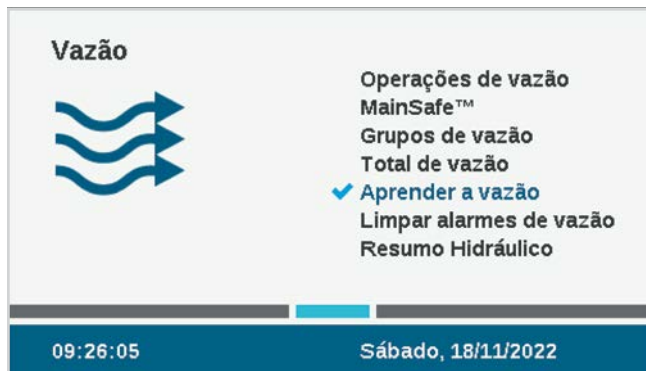 Vazão
Operações de vazão
MainSafe™
Grupos de vazão
Total de vazão
Aprender a vazão
Limpar alarmes de vazão
Resumo Hidráulico
09:26:05
Sábado, 18/11/2022